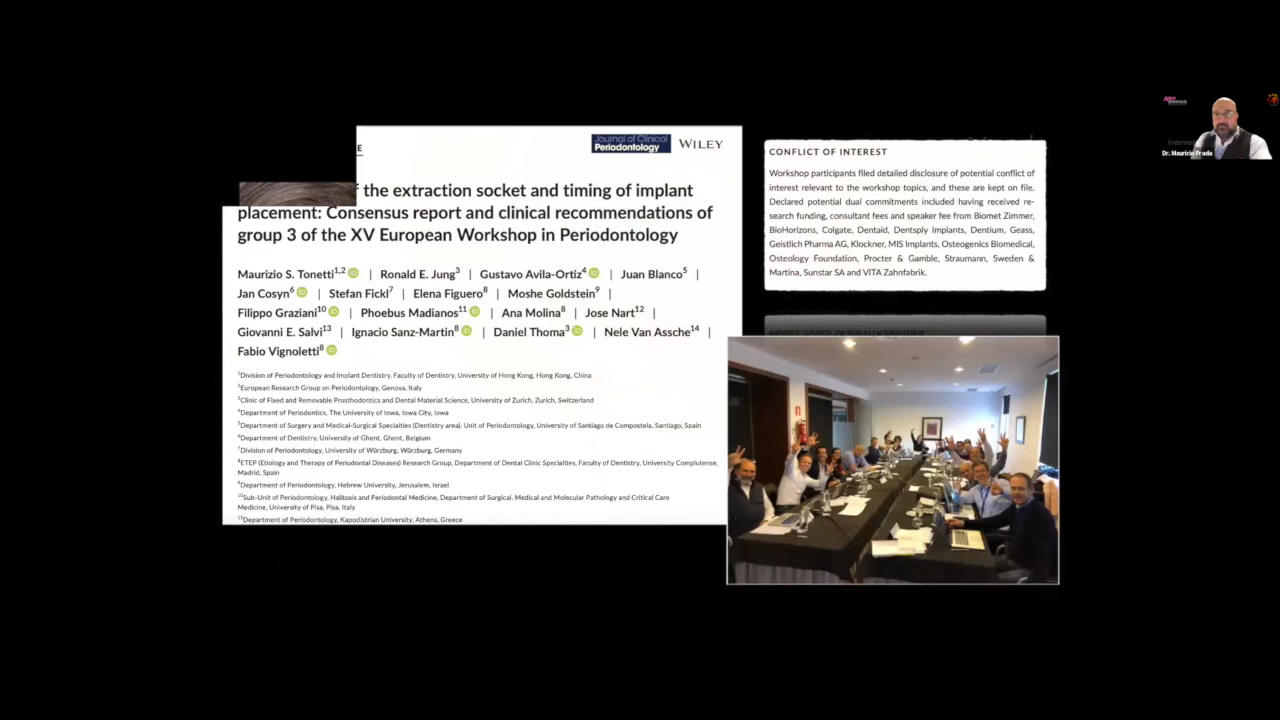 E
Journal of Clinical
Periodontology
WILEY
f the extraction socket and timing of implant
placement: Consensus report and clinical recommendations of
group 3 of the XV European Workshop in Periodontology
Maurizio S. Tonetti1,2 | Ronald E. Jung3 | Gustavo Avila-Ortiz4 | Juan Blanco5 |
Jan Cosyn6 | Stefan Fickl7 | Elena Figuero8 | Moshe Goldstein9 |
Filippo Graziani10 | Phoebus Madianos11 | Ana Molina8 | Jose Nart12 |
Giovanni E. Salvi13 | Ignacio Sanz-Martin8 | Daniel Thoma3 | Nele Van Assche14 |
Fabio Vignoletti8
1Division of Periodontology and Implant Dentistry, Faculty of Dentistry, University of Hong Kong, Hong Kong, China
2European Research Group on Periodontology, Genova, Italy
3Clinic of Fixed and Removable Prosthodontics and Dental Material Science, University of Zurich, Zurich, Switzerland
4Department of Periodontics, The University of Iowa, Iowa City, Iowa
5Department of Surgery and Medical-Surgical Specialties (Dentistry area), Unit of Periodontology, University of Santiago de Compostela, Santiago, Spain
6Department of Dentistry, University of Ghent, Ghent, Belgium
7Division of Periodontology, University of Würzburg, Würzburg, Germany
8ETEP (Etiology and Therapy of Periodontal Diseases) Research Group, Department of Dental Clinic Specialties, Faculty of Dentistry, University Complutense,
Madrid, Spain
9Department of Periodontology, Hebrew University, Jerusalem, Israel
10Sub-Unit of Periodontology, Halitosis and Periodontal Medicine, Department of Surgical, Medical and Molecular Pathology and Critical Care
Medicine, University of Pisa, Pisa, Italy
11Department of Periodontology, Kapodistrian University, Athens, Greece
CONFLICT OF INTEREST
Workshop participants filed detailed disclosure of potential conflict of
interest relevant to the workshop topics, and these are kept on file.
Declared potential dual commitments included having received re-
search funding, consultant fees and speaker fee from Biomet Zimmer,
BioHorizons, Colgate, Dentaid, Dentsply Implants, Dentium, Geass,
Geistlich Pharma AG, Klockner, MIS Implants, Osteogenics Biomedical,
Osteology Foundation, Procter & Gamble, Straumann, Sweden &
Martina, Sunstar SA and VITA Zahnfabrik.
Dr. Mauricio Prada